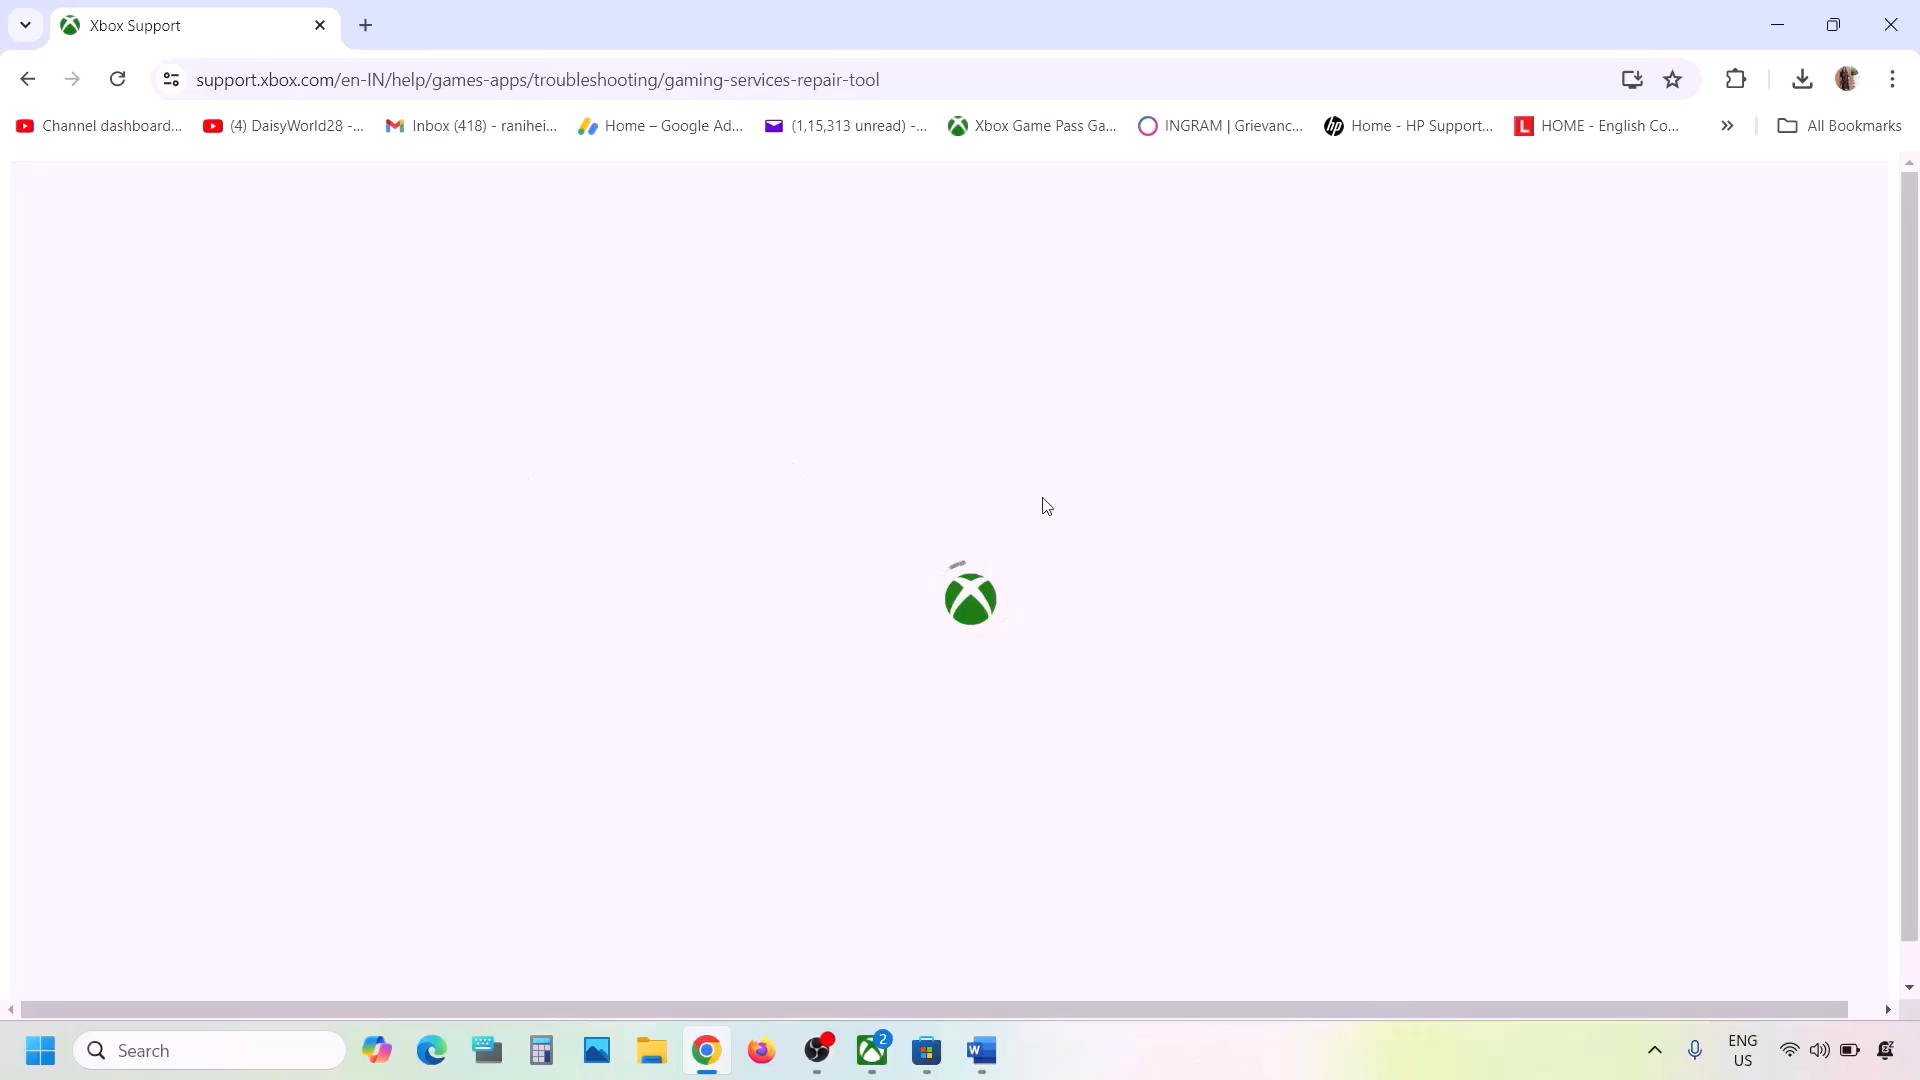 Xbox Support
support.xbox.com/en-IN/help/games-apps/troubleshooting/gaming-services-repair-tool
Channel dashboard...
(4) DaisyWorld28 -...
Inbox (418) - ranihei...
Home – Google Ad...
(1,15,313 unread) -...
Xbox Game Pass Ga...
INGRAM | Grievanc...
hp Home - HP Support...
L HOME - English Co...
All Bookmarks
Search
2
W
ENG
US